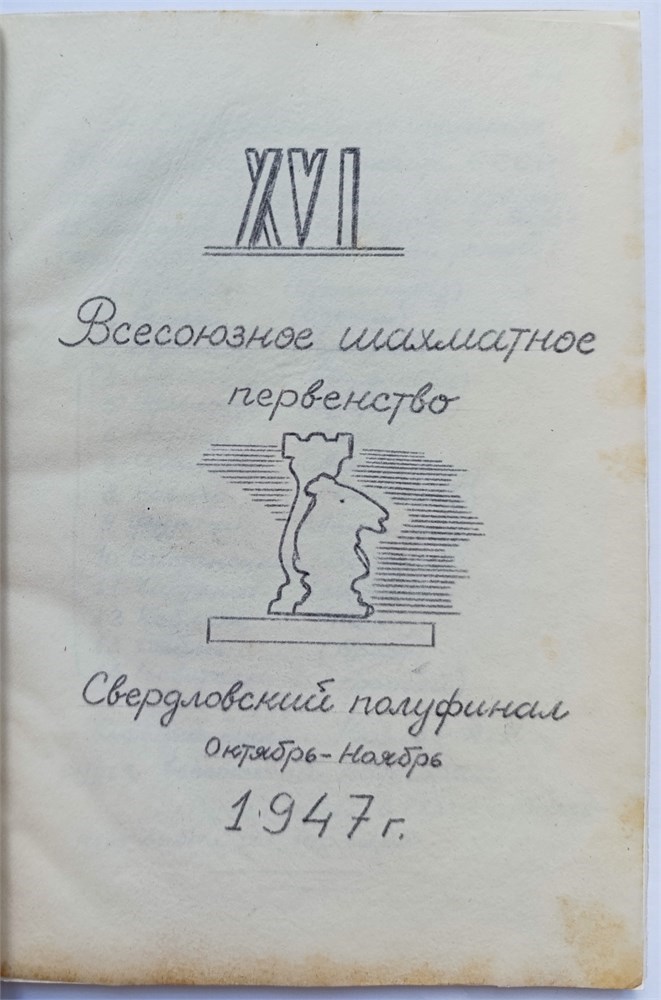 XVI
Всесоюзное шахматное
первенство
Свердловский полуфинал
Октябрь-Ноябрь
1947 г.